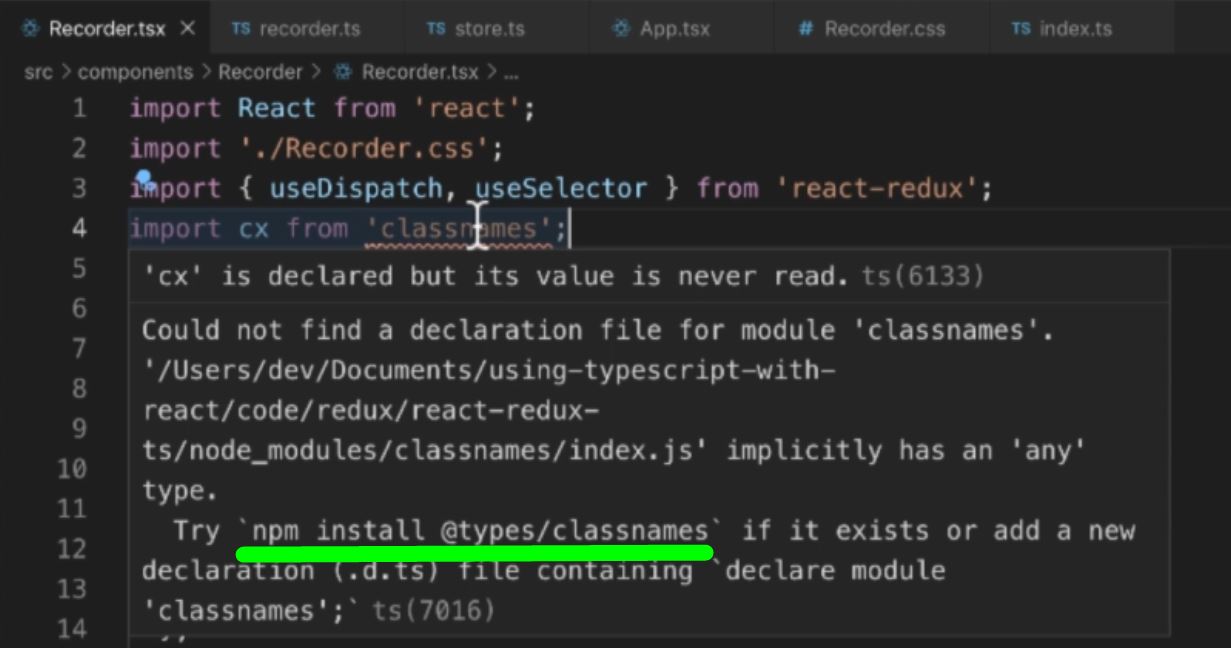 Recorder.tsx × TS recorder.ts TS store.ts App.tsx # Recorder.css TS index.ts
src > components > Recorder > Recorder.tsx > ...
1 import React from 'react';
2 import './Recorder.css';
3 import { useDispatch, useSelector } from 'react-redux';
4 import cx from 'classnames';
5 'cx' is declared but its value is never read. ts(6133)
6
Could not find a declaration file for module 'classnames'.
7 '/Users/dev/Documents/using-typescript-with-
8
react/code/redux/react-redux-
9
ts/node_modules/classnames/index.js' implicitly has an 'any'
10
type.
11
Try `npm install @types/classnames` if it exists or add a new
12
declaration (.d.ts) file containing `declare module
13
'classnames';` ts(7016)
14